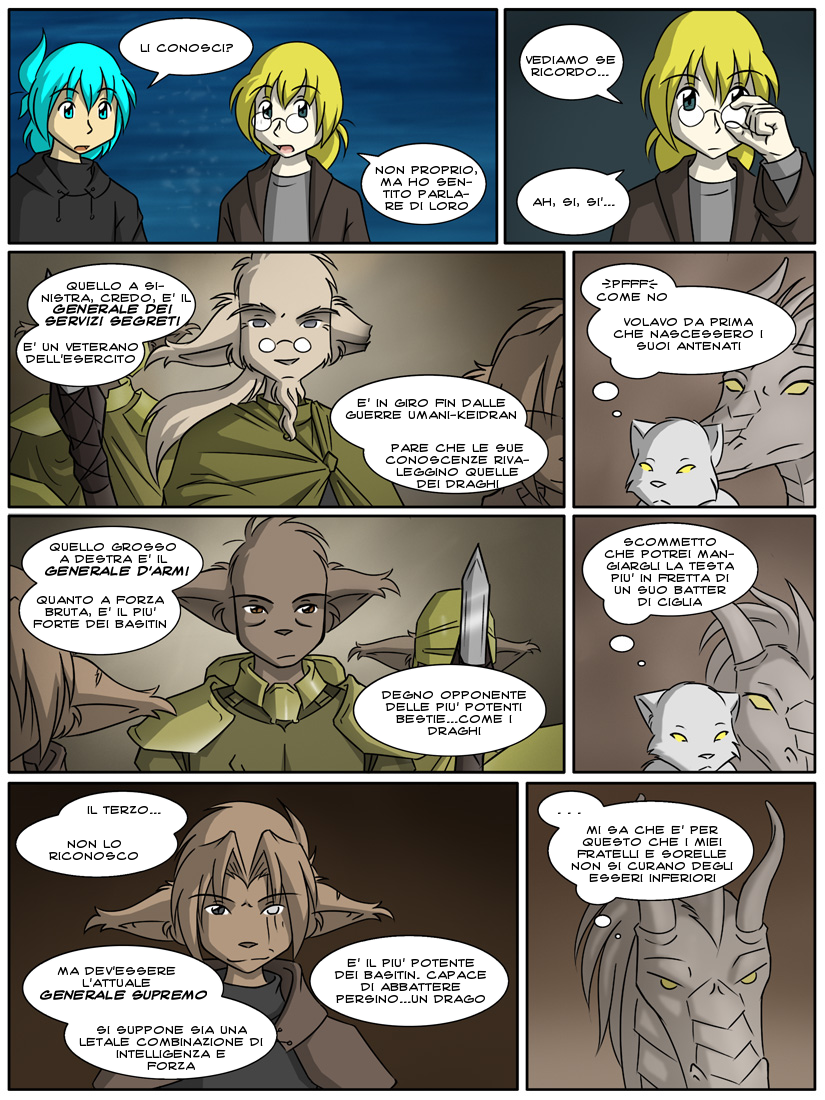 LI CONOSCI?
NON PROPRIO,
MA HO SEN-
TITO PARLA-
RE DI LORO
VEDIAMO SE
RICORDO...
AH, SI, SI'...
QUELLO A SI-
NISTRA, CREDO, E' IL
GENERALE DEI
SERVIZI SEGRETI
E' UN VETERANO
DELL'ESERCITO
E' IN GIRO FIN DALLE
GUERRE UMANI-KEIDRAN
PARE CHE LE SUE
CONOSCENZE RIVA-
LEGGINO QUELLE
DEI DRAGHI
PFFF
COME NO
VOLAVO DA PRIMA
CHE NASCESSERO I
SUOI ANTENATI
QUELLO GROSSO
A DESTRA E' IL
GENERALE D'ARMI
QUANTO A FORZA
BRUTA, E' IL PIU'
FORTE DEI BASITIN
DEGNO OPPONENTE
DELLE PIU' POTENTI
BESTIE...COME I
DRAGHI
SCOMMETTO
CHE POTREI MAN-
GIARGLI LA TESTA
PIU' IN FRETTA DI
UN SUO BATTER
DI CIGLIA
IL TERZO...
NON LO
RICONOSCO
MA DEV'ESSERE
L'ATTUALE
GENERALE SUPREMO
SI SUPPONE SIA UNA
LETALE COMBINAZIONE DI
INTELLIGENZA E
FORZA
E' IL PIU' POTENTE
DEI BASITIN. CAPACE
DI ABBATTERE
PERSINO...UN DRAGO
. . .
MI SA CHE E' PER
QUESTO CHE I MIEI
FRATELLI E SORELLE
NON SI CURANO DEGLI
ESSERI INFERIORI